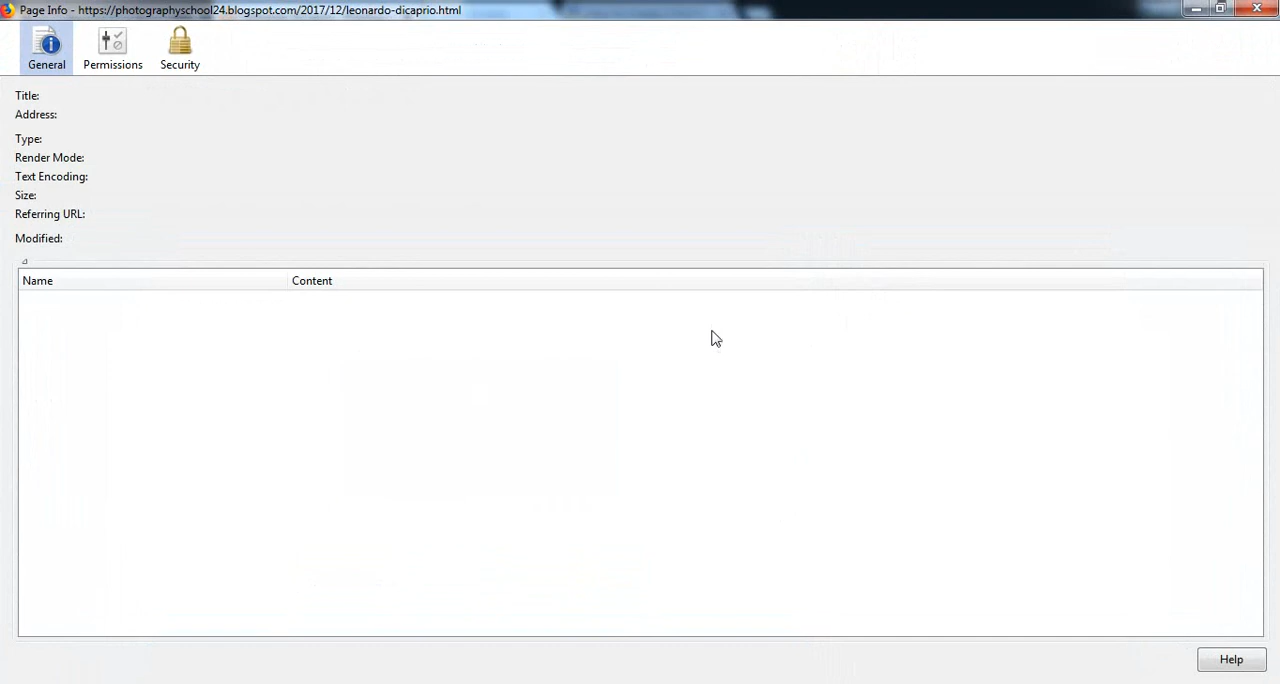 Page Info - https://photographyschool24.blogspot.com/2017/12/leonardo-dicaprio.html
General
Permissions
Security
Title:
Address:
Type:
Render Mode:
Text Encoding:
Size:
Referring URL:
Modified:
Name Content
Help